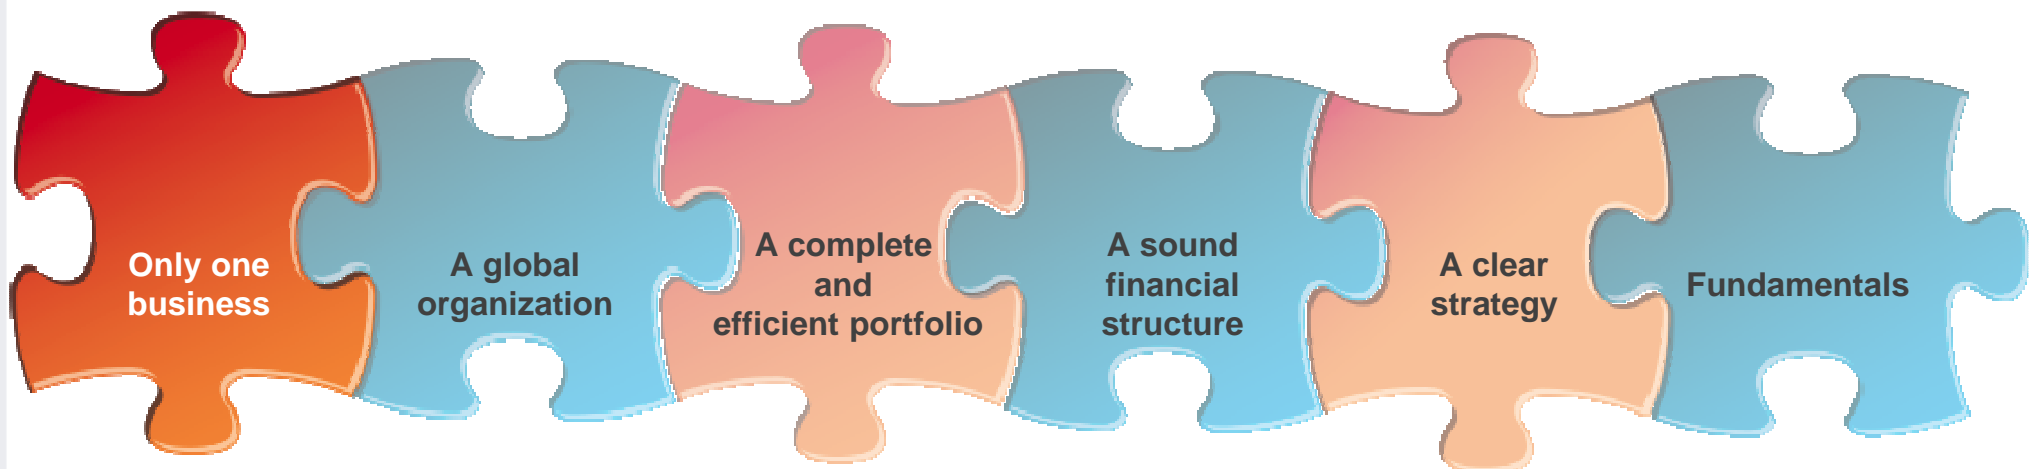 Only one
business
A global
organization
A complete
and
efficient portfolio
A sound
financial
structure
A clear
strategy
Fundamentals